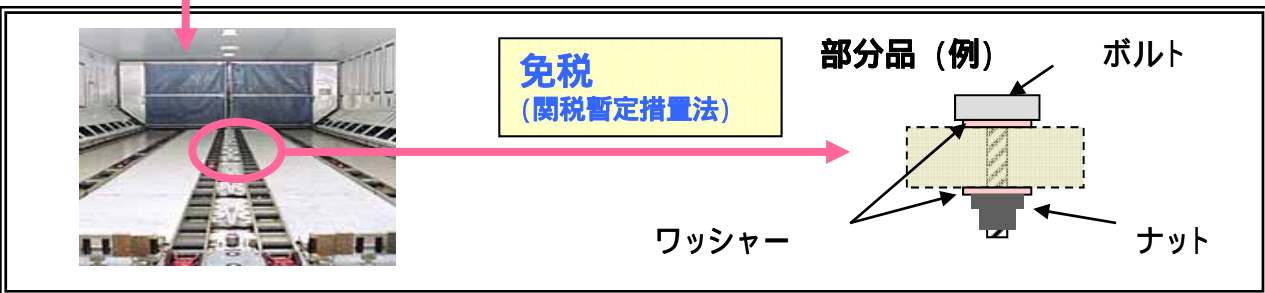 免税
(関税暫定措置法)
部分品 (例)
ボルト
ワッシャー
ナット